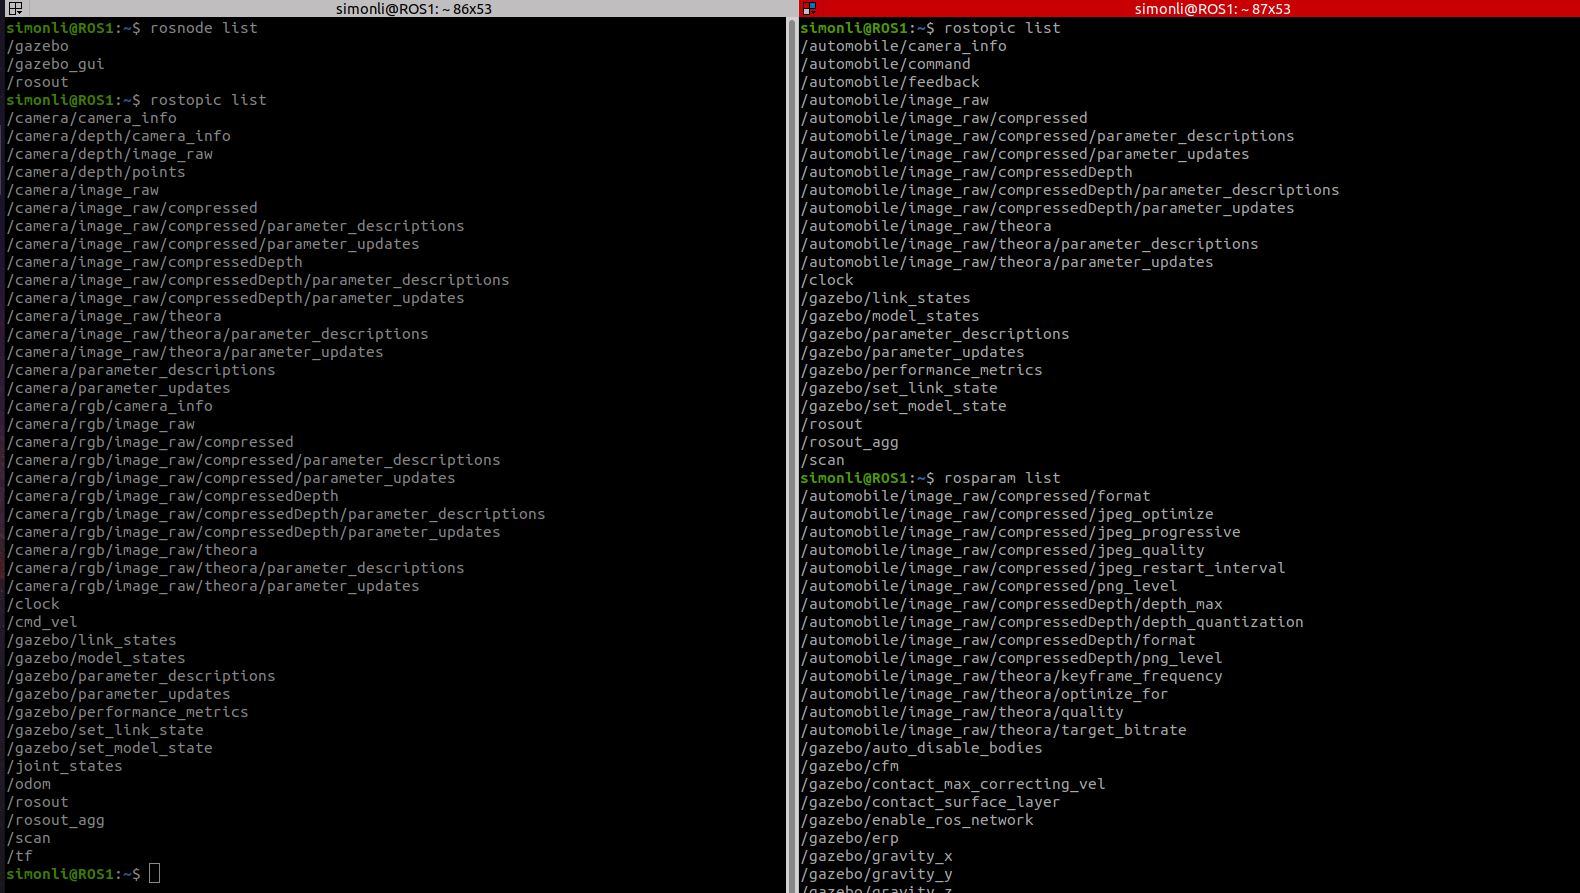 simonli@ROS1: ~ 86x53
simonli@ROS1:~$ rosnode list
/gazebo
/gazebo_gui
/rosout
simonli@ROS1:~$ rostopic list
/camera/camera_info
/camera/depth/camera_info
/camera/depth/image_raw
/camera/depth/points
/camera/image_raw
/camera/image_raw/compressed
/camera/image_raw/compressed/parameter_descriptions
/camera/image_raw/compressed/parameter_updates
/camera/image_raw/compressedDepth
/camera/image_raw/compressedDepth/parameter_descriptions
/camera/image_raw/compressedDepth/parameter_updates
/camera/image_raw/theora
/camera/image_raw/theora/parameter_descriptions
/camera/image_raw/theora/parameter_updates
/camera/parameter_descriptions
/camera/parameter_updates
/camera/rgb/camera_info
/camera/rgb/image_raw
/camera/rgb/image_raw/compressed
/camera/rgb/image_raw/compressed/parameter_descriptions
/camera/rgb/image_raw/compressed/parameter_updates
/camera/rgb/image_raw/compressedDepth
/camera/rgb/image_raw/compressedDepth/parameter_descriptions
/camera/rgb/image_raw/compressedDepth/parameter_updates
/camera/rgb/image_raw/theora
/camera/rgb/image_raw/theora/parameter_descriptions
/camera/rgb/image_raw/theora/parameter_updates
/clock
/cmd_vel
/gazebo/link_states
/gazebo/model_states
/gazebo/parameter_descriptions
/gazebo/parameter_updates
/gazebo/performance_metrics
/gazebo/set_link_state
/gazebo/set_model_state
/joint_states
/odom
/rosout
/rosout_agg
/scan
/tf
simonli@ROS1:~$
simonli@ROS1: ~ 87x53
simonli@ROS1:~$ rostopic list
/automobile/camera_info
/automobile/command
/automobile/feedback
/automobile/image_raw
/automobile/image_raw/compressed
/automobile/image_raw/compressed/parameter_descriptions
/automobile/image_raw/compressed/parameter_updates
/automobile/image_raw/compressedDepth
/automobile/image_raw/compressedDepth/parameter_descriptions
/automobile/image_raw/compressedDepth/parameter_updates
/automobile/image_raw/theora
/automobile/image_raw/theora/parameter_descriptions
/automobile/image_raw/theora/parameter_updates
/clock
/gazebo/link_states
/gazebo/model_states
/gazebo/parameter_descriptions
/gazebo/parameter_updates
/gazebo/performance_metrics
/gazebo/set_link_state
/gazebo/set_model_state
/rosout
/rosout_agg
/scan
simonli@ROS1:~$ rosparam list
/automobile/image_raw/compressed/format
/automobile/image_raw/compressed/jpeg_optimize
/automobile/image_raw/compressed/jpeg_progressive
/automobile/image_raw/compressed/jpeg_quality
/automobile/image_raw/compressed/jpeg_restart_interval
/automobile/image_raw/compressed/png_level
/automobile/image_raw/compressedDepth/depth_max
/automobile/image_raw/compressedDepth/depth_quantization
/automobile/image_raw/compressedDepth/format
/automobile/image_raw/compressedDepth/png_level
/automobile/image_raw/theora/keyframe_frequency
/automobile/image_raw/theora/optimize_for
/automobile/image_raw/theora/quality
/automobile/image_raw/theora/target_bitrate
/gazebo/auto_disable_bodies
/gazebo/cfm
/gazebo/contact_max_correcting_vel
/gazebo/contact_surface_layer
/gazebo/enable_ros_network
/gazebo/erp
/gazebo/gravity_x
/gazebo/gravity_y
/gazebo/gravity_z